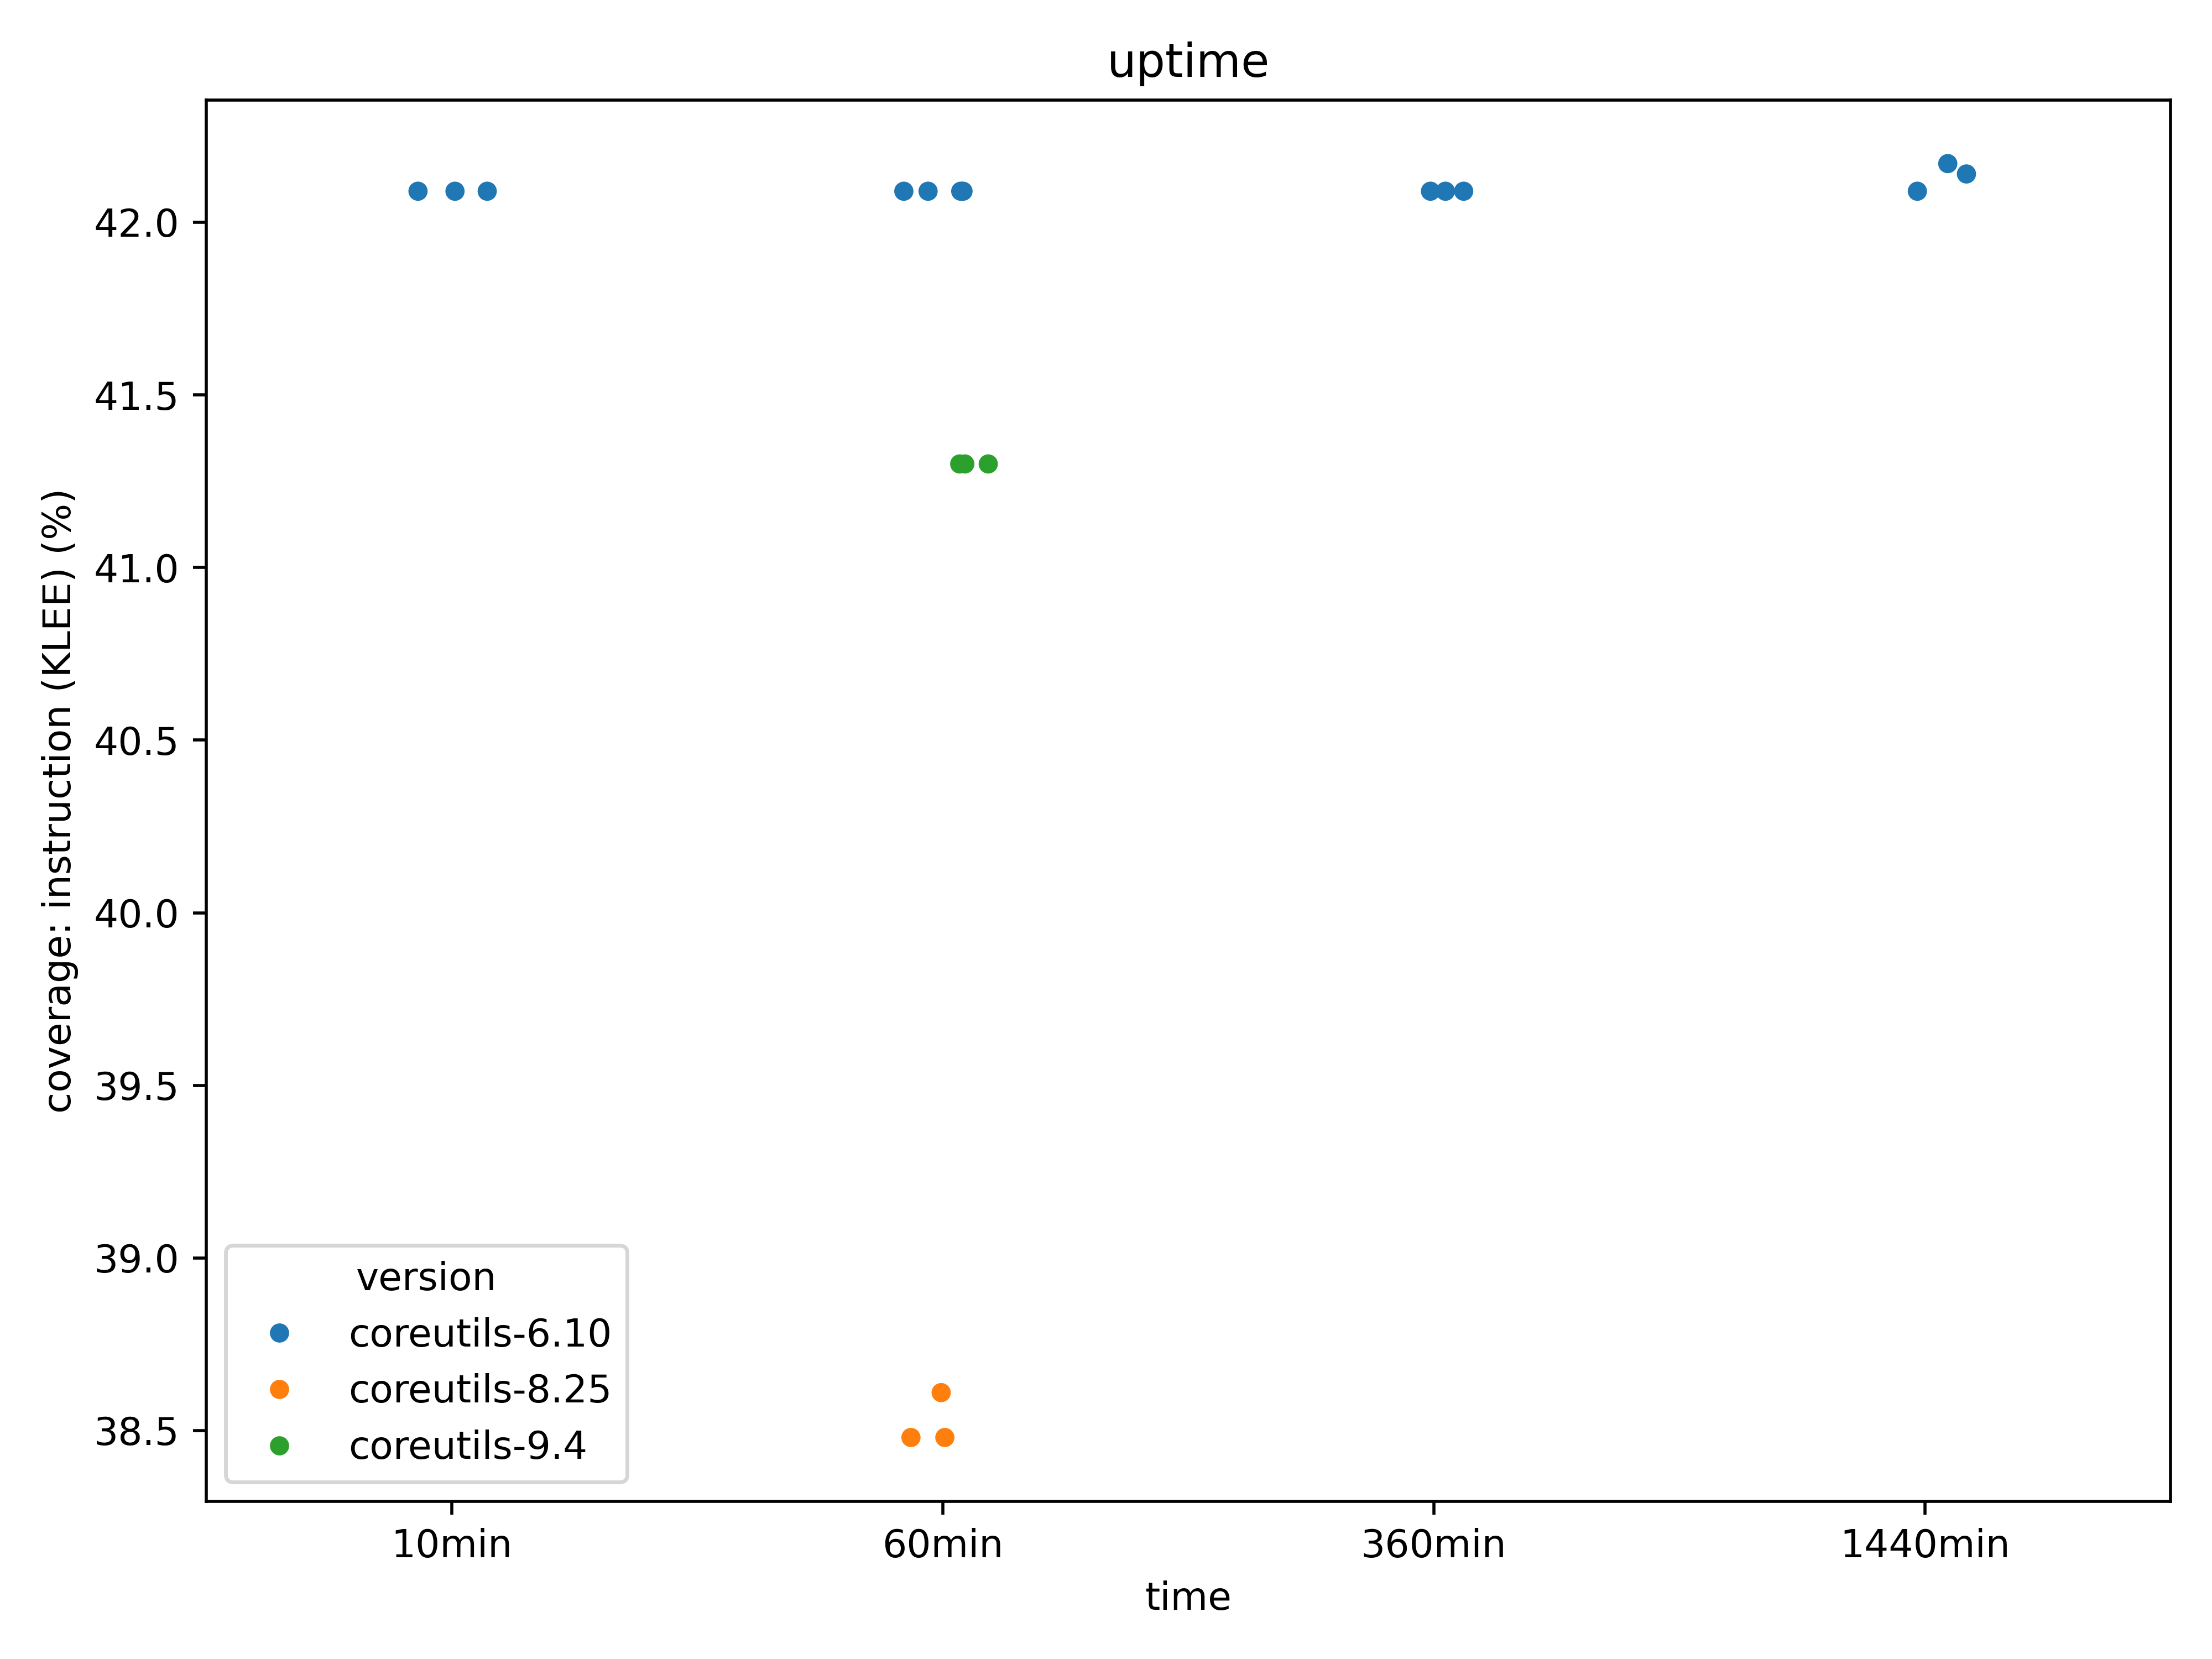 uptime
coverage: instruction (KLEE) (%)
42.0
41.5
41.0
40.5
40.0
39.5
39.0
38.5
version
coreutils-6.10
coreutils-8.25
coreutils-9.4
10min
60min
360min
1440min
time